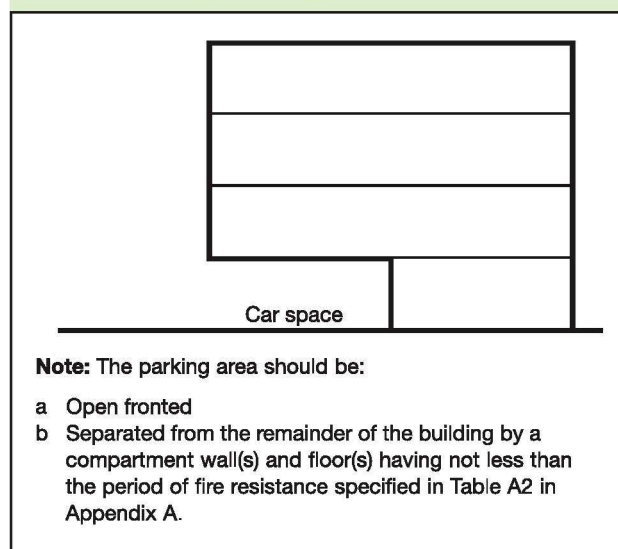 Car space
Note: The parking area should be:
a Open fronted
b Separated from the remainder of the building by a
compartment wall(s) and floor(s) having not less than
the period of fire resistance specified in Table A2 in
Appendix A.